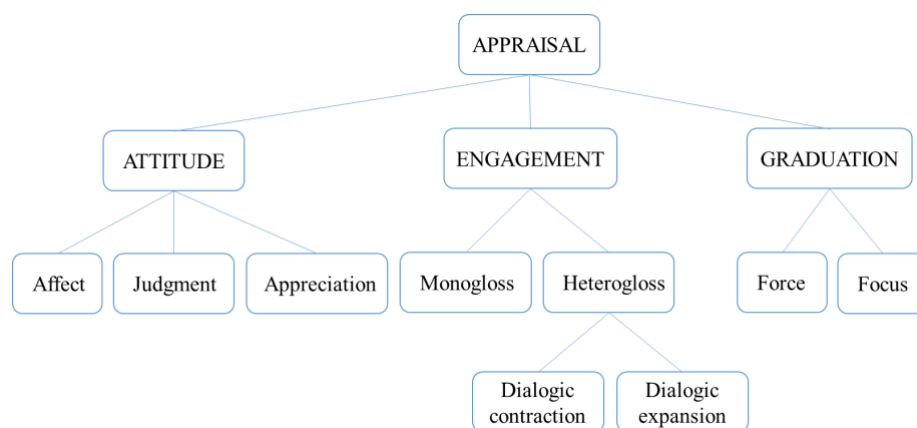 APPRAISAL
ATTITUDE
ENGAGEMENT
GRADUATION
Affect
Judgment
Appreciation
Monogloss
Heterogloss
Force
Focus
Dialogic
contraction
Dialogic
expansion